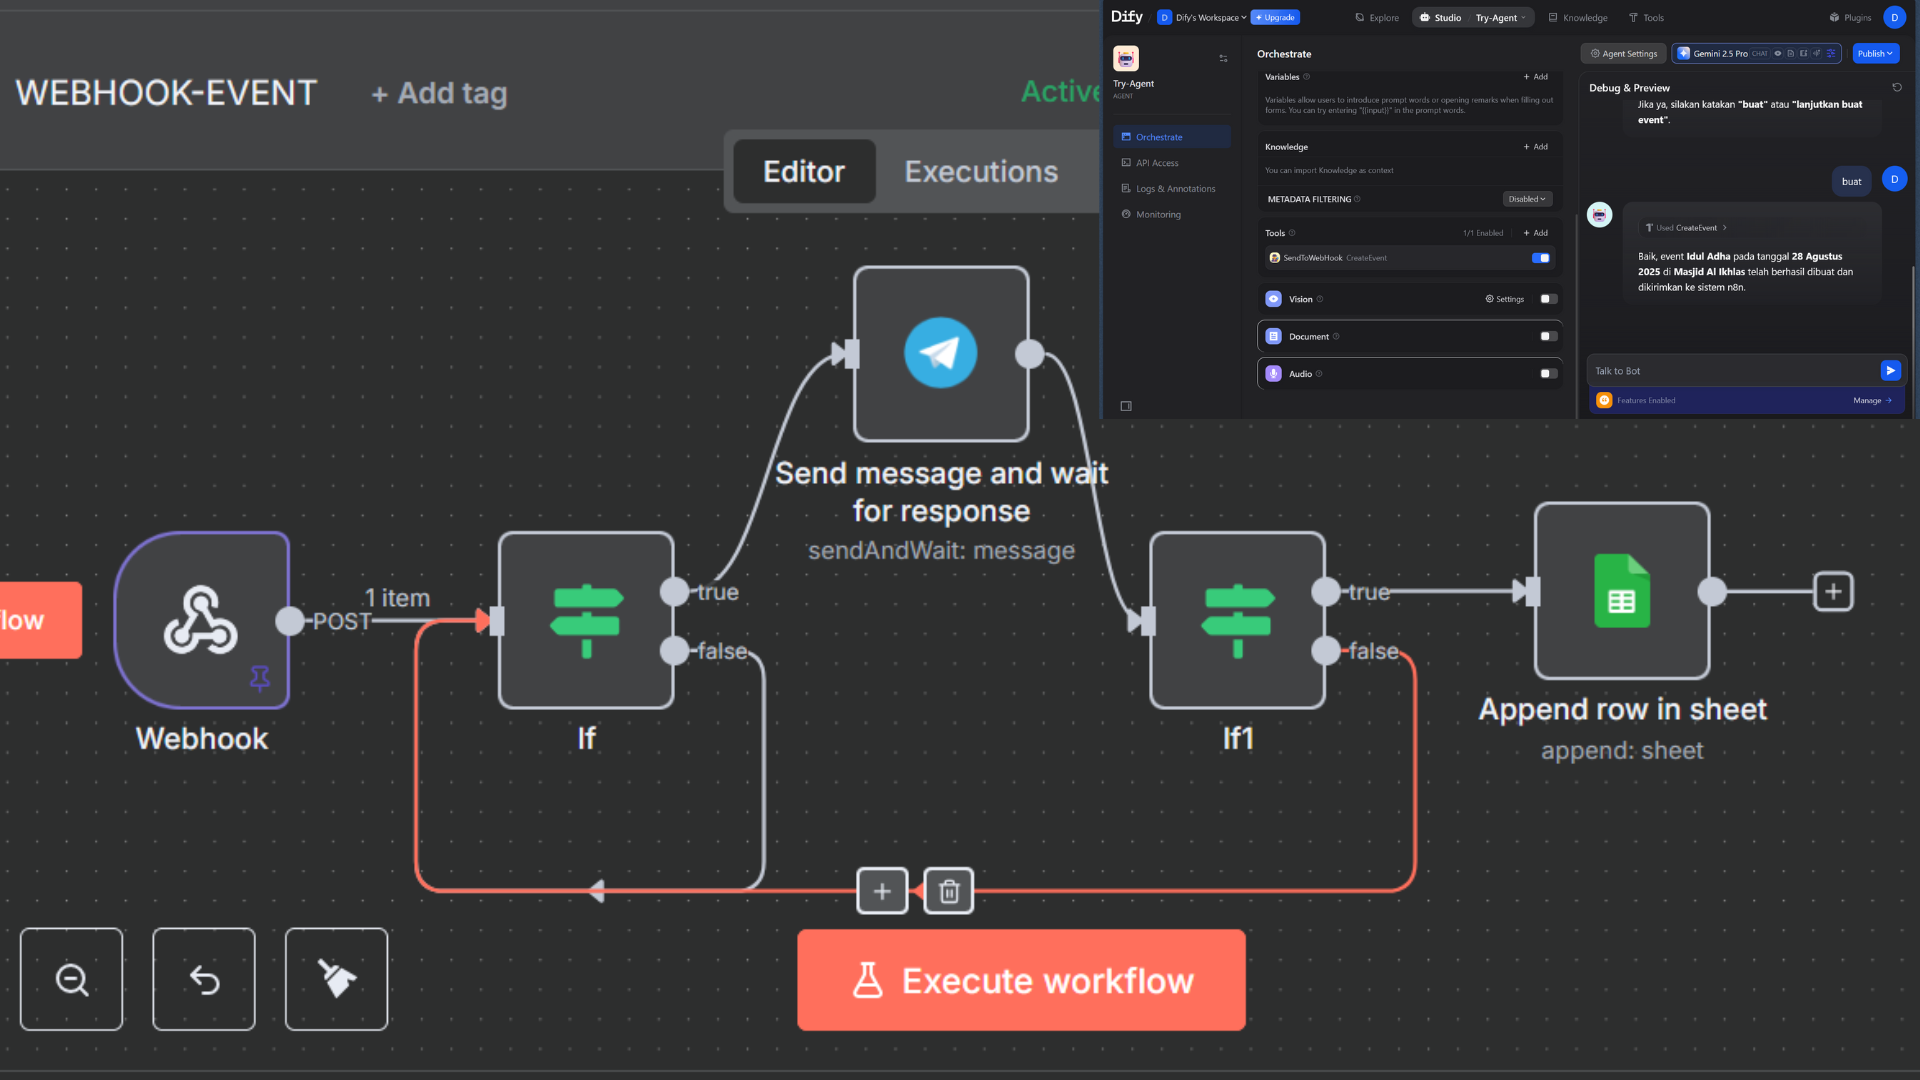 WEBHOOK-EVENT
+ Add tag
Active
Editor
Executions
low
POST
1 item
Webhook
true
false
If
Send message and wait
for response
sendAndWait: message
true
false
If1
Append row in sheet
append: sheet
Execute workflow
Dify
D
Dify's Workspace
Upgrade
Explore
Studio
/
Try-Agent
Knowledge
Tools
Plugins
D
Try-Agent
AGENT
Orchestrate
API Access
Logs & Annotations
Monitoring
Orchestrate
Agent Settings
Gemini 2.5 Pro
CHAT
Publish
Variables
+ Add
Variables allow users to introduce prompt words or opening remarks when filling out
forms. You can try entering "{{input}}" in the prompt words.
Knowledge
+ Add
You can import Knowledge as context
METADATA FILTERING
Disabled
Tools
1/1 Enabled
+ Add
SendToWebHook CreateEvent
Vision
Settings
Document
Audio
Debug & Preview
Jika ya, silakan katakan "buat" atau "lanjutkan buat
event".
buat
D
Used CreateEvent
Baik, event Idul Adha pada tanggal 28 Agustus
2025 di Masjid Al Ikhlas telah berhasil dibuat dan
dikirimkan ke sistem n8n.
Talk to Bot
Features Enabled
Manage